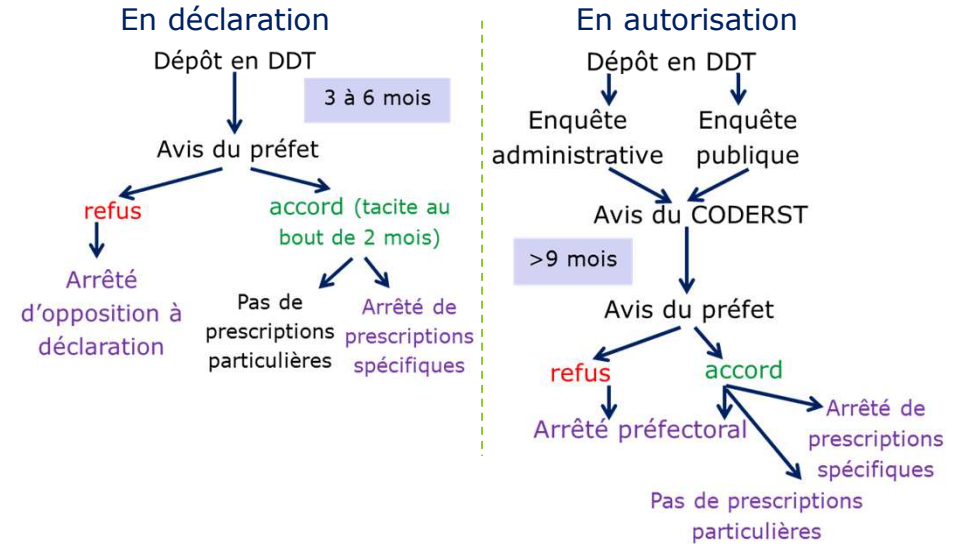 En déclaration
Dépôt en DDT
3 à 6 mois
Avis du préfet
refus
accord (tacite au
bout de 2 mois)
Arrêté
d'opposition à
déclaration
Pas de
prescriptions
particulières
Arrêté de
prescriptions
spécifiques
En autorisation
Dépôt en DDT
Enquête
administrative
Enquête
publique
Avis du CODERST
>9 mois
Avis du préfet
refus
accord
Arrêté préfectoral
Arrêté de
prescriptions
spécifiques
Pas de prescriptions
particulières